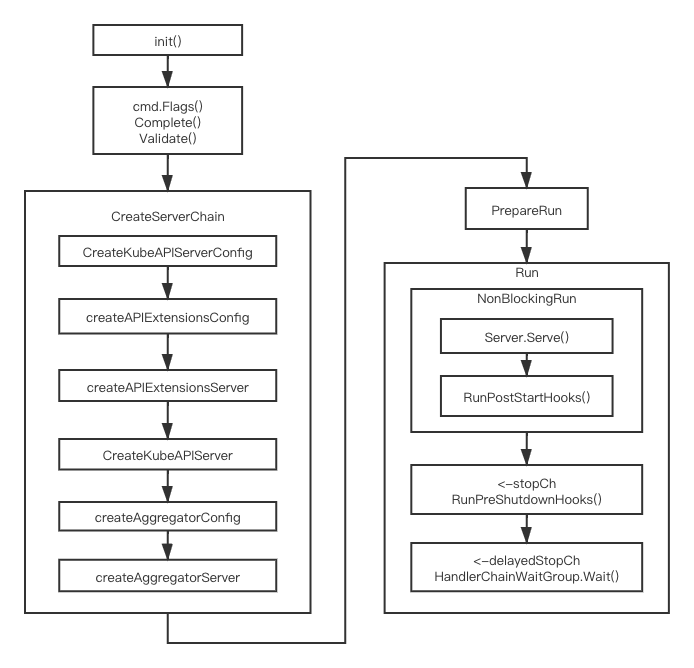 init()
cmd.Flags()
Complete()
Validate()
CreateServerChain
CreateKubeAPIServerConfig
createAPIExtensionsConfig
createAPIExtensionsServer
CreateKubeAPIServer
createAggregatorConfig
createAggregatorServer
PrepareRun
Run
NonBlockingRun
Server.Serve()
RunPostStartHooks()
<-stopCh
RunPreShutdownHooks()
<-delayedStopCh
HandlerChainWaitGroup.Wait()